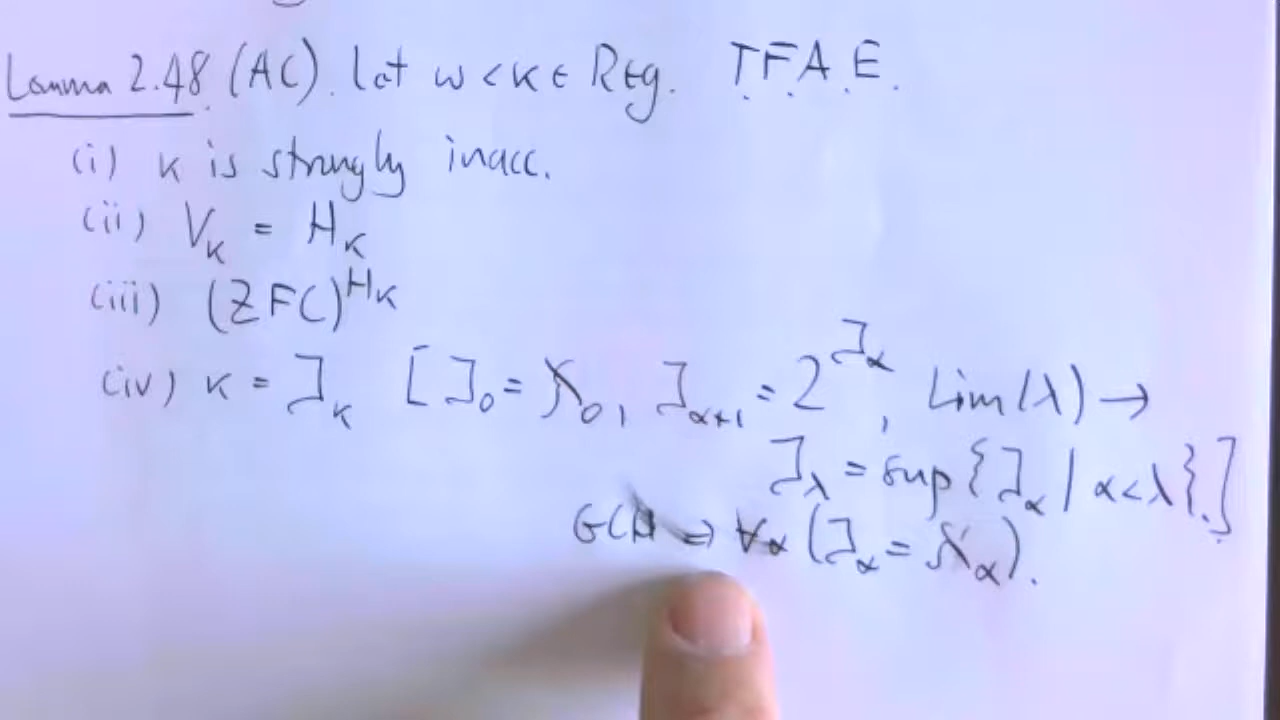 Lemma 2.48 (AC). Let ω < κ ∈ Reg. T.F.A.E.
(i) κ is strongly inacc.
(ii) V_κ = H_κ
(iii) (ZFC)^{H_κ}
(iv) κ = ℶ_κ [ℶ_0 = ℵ_0, ℶ_{α+1} = 2^{ℶ_α}, Lim(λ) →
ℶ_λ = sup{ℶ_α | α<λ}.]
GCH ⇒ ∀α (ℶ_α = ℵ_α).